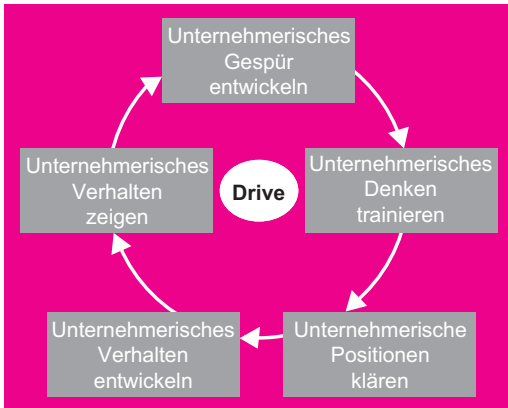 Unternehmerisches
Gespür
entwickeln
Unternehmerisches
Denken
trainieren
Unternehmerische
Positionen
klären
Unternehmerisches
Verhalten
entwickeln
Unternehmerisches
Verhalten
zeigen
Drive